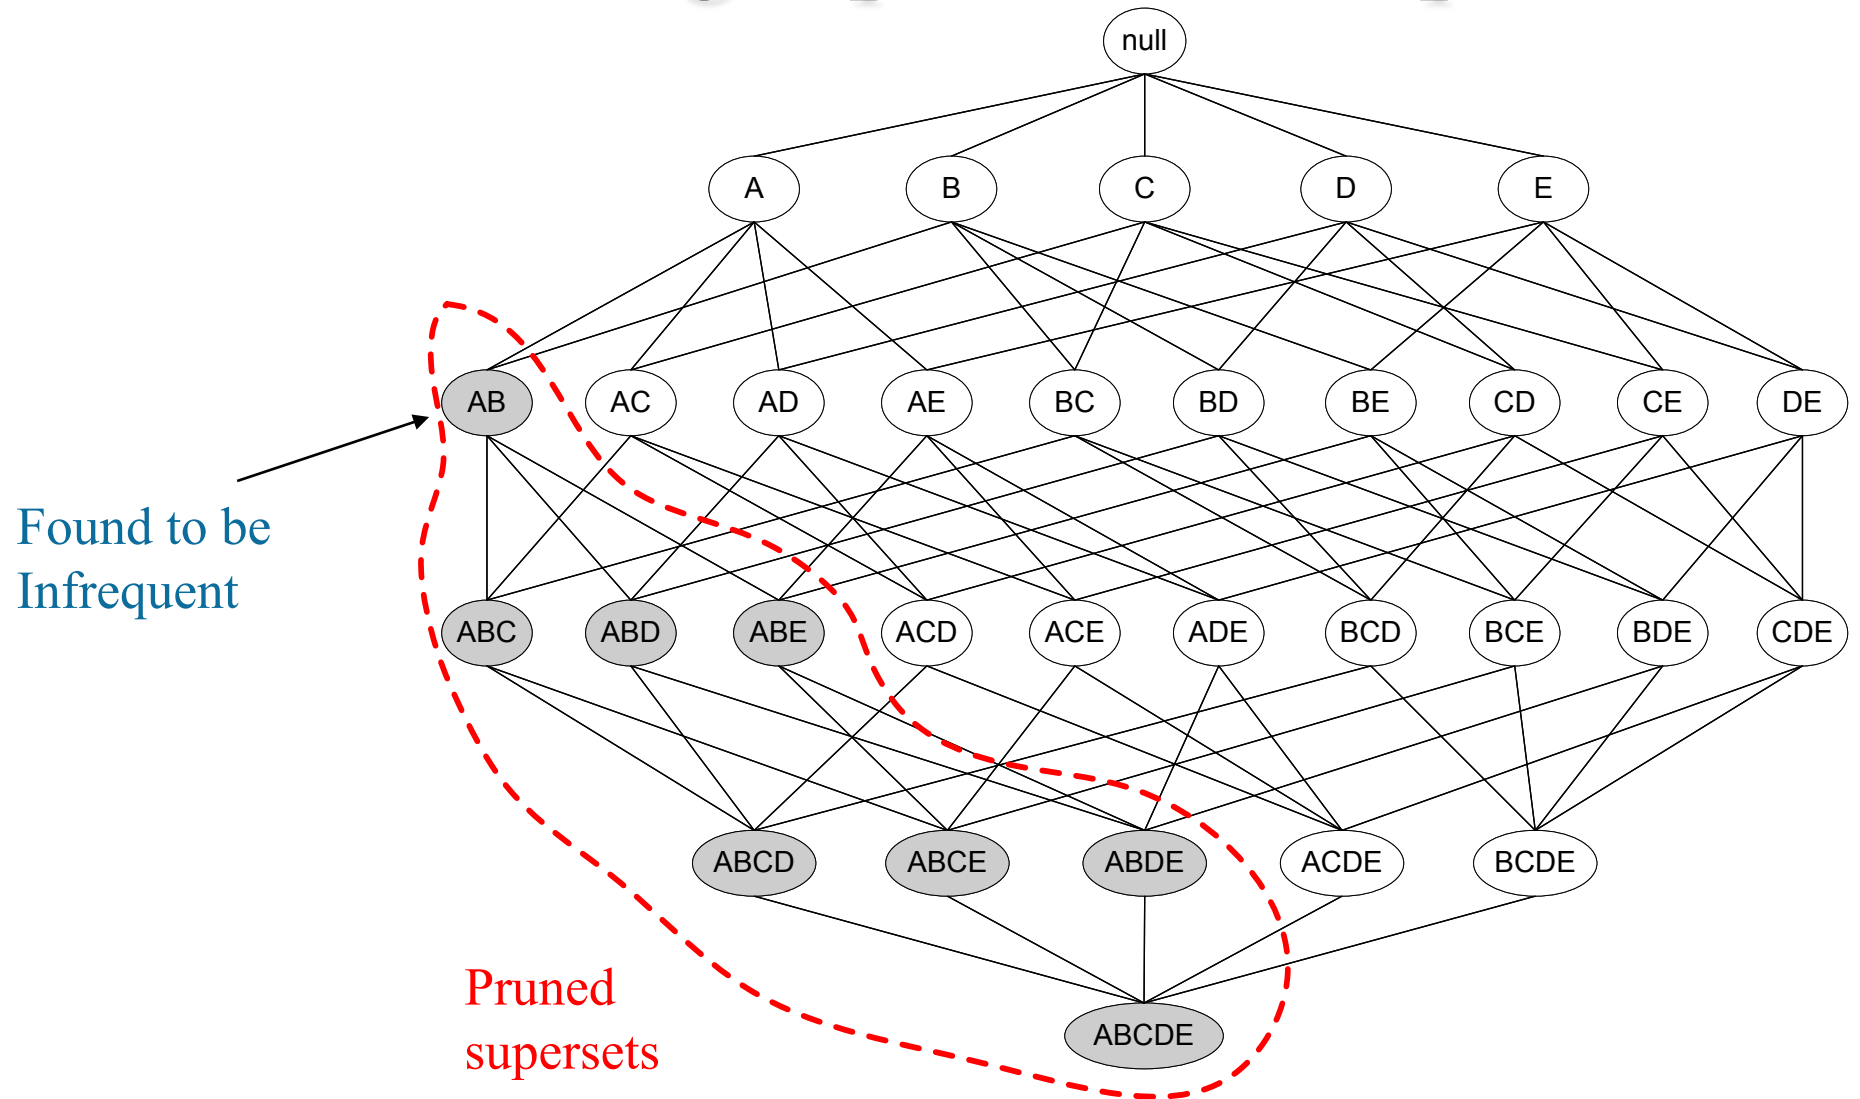 null
A B C D E
AB AC AD AE BC BD BE CD CE DE
Found to be
Infrequent
ABC ABD ABE ACD ACE ADE BCD BCE BDE CDE
ABCD ABCE ABDE ACDE BCDE
Pruned
supersets
ABCDE